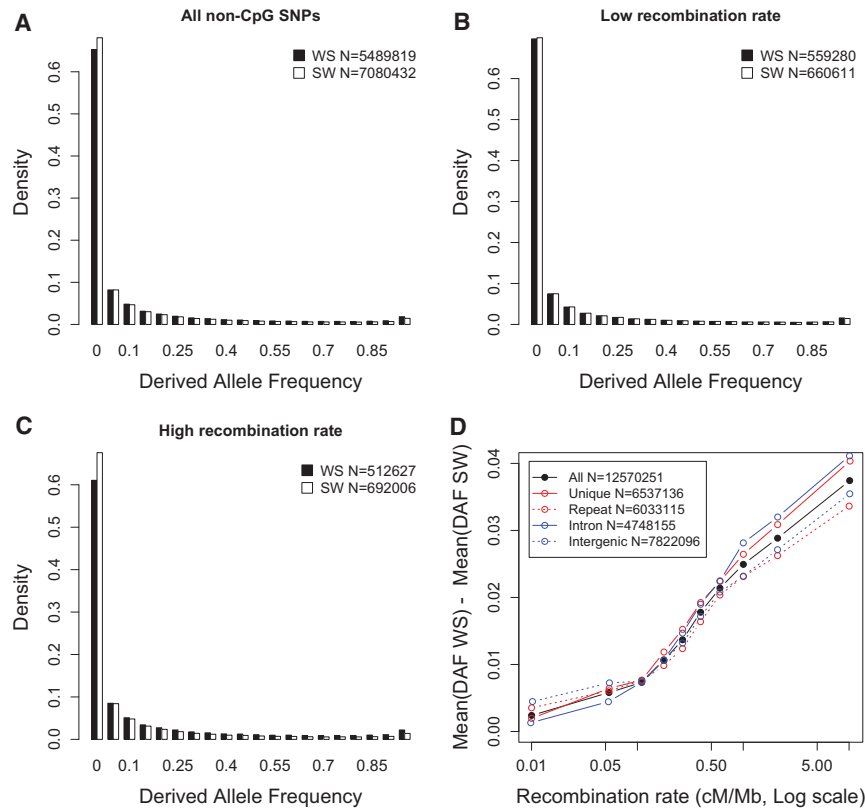 A
All non-CpG SNPs
WS N=5489819
SW N=7080432
Density
0.0 0.1 0.2 0.3 0.4 0.5 0.6
0 0.1 0.25 0.4 0.55 0.7 0.85
Derived Allele Frequency
B
Low recombination rate
WS N=559280
SW N=660611
Density
0.0 0.1 0.2 0.3 0.4 0.5 0.6
0 0.1 0.25 0.4 0.55 0.7 0.85
Derived Allele Frequency
C
High recombination rate
WS N=512627
SW N=692006
Density
0.0 0.1 0.2 0.3 0.4 0.5 0.6
0 0.1 0.25 0.4 0.55 0.7 0.85
Derived Allele Frequency
D
All N=12570251
Unique N=6537136
Repeat N=6033115
Intron N=4748155
Intergenic N=7822096
Mean(DAF WS) - Mean(DAF SW)
0.00 0.01 0.02 0.03 0.04
0.01 0.05 0.50 5.00
Recombination rate (cM/Mb, Log scale)